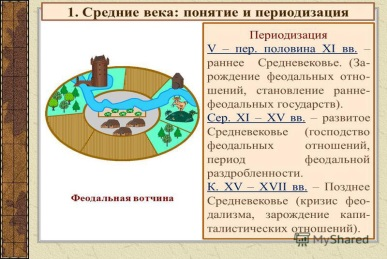 1. Средние века: понятие и периодизация
Феодальная вотчина
Периодизация
V – пер. половина XI вв. –
раннее Средневековье. (За-
рождение феодальных отно-
шений, становление ранне-
феодальных государств).
Сер. XI – XV вв. – развитое
Средневековье (господство
феодальных отношений,
период феодальной
раздробленности.
К. XV – XVII вв. – Позднее
Средневековье (кризис фео-
дализма, зарождение капи-
талистических отношений).
MyShared